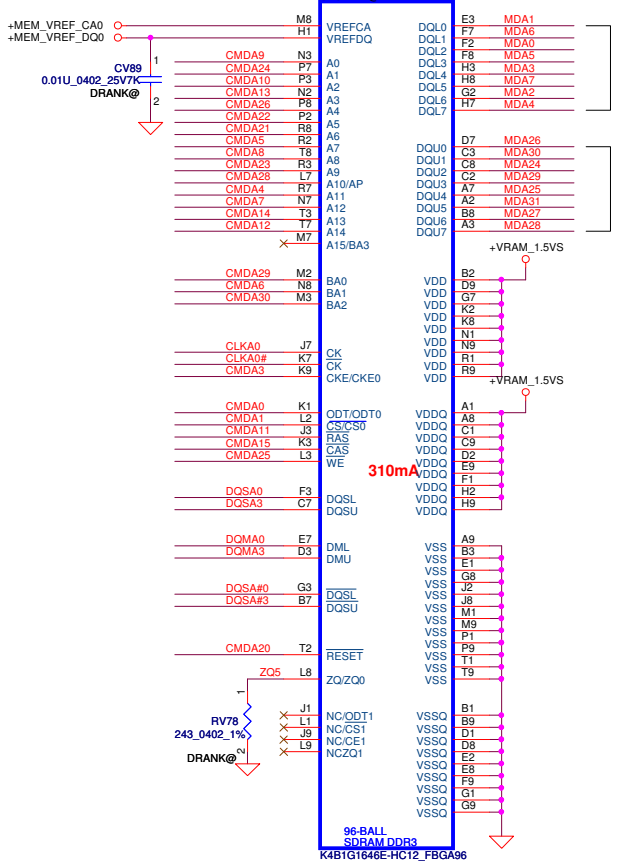 +MEM_VREF_CA0 M8 VREFCA DQL0 E3 MDA1
+MEM_VREF_DQ0 H1 VREFDQ DQL1 F7 MDA6
DQL2 F2 MDA0
CMDA9 N3 A0 DQL3 F8 MDA5
CMDA24 P7 A1 DQL4 H3 MDA3
CMDA10 P3 A2 DQL5 H8 MDA7
CMDA13 N2 A3 DQL6 G2 MDA2
CMDA26 P8 A4 DQL7 H7 MDA4
CV89
0.01U_0402_25V7K
DRANK@
1
2
CMDA22 P2 A5
CMDA21 R8 A6
CMDA5 R2 A7 DQU0 D7 MDA26
CMDA8 T8 A8 DQU1 C3 MDA30
CMDA23 R3 A9 DQU2 C8 MDA24
CMDA28 L7 A10/AP DQU3 C2 MDA29
CMDA4 R7 A11 DQU4 A7 MDA25
CMDA7 N7 A12 DQU5 A2 MDA31
CMDA14 T3 A13 DQU6 B8 MDA27
CMDA12 T7 A14 DQU7 A3 MDA28
M7 A15/BA3
+VRAM_1.5VS
CMDA29 M2 BA0 VDD B2
CMDA6 N8 BA1 VDD D9
CMDA30 M3 BA2 VDD G7
VDD K2
VDD K8
VDD N1
CLKA0 J7 CK VDD N9
CLKA0# K7 CK VDD R1
CMDA3 K9 CKE/CKE0 VDD R9
+VRAM_1.5VS
CMDA0 K1 ODT/ODT0 VDDQ A1
CMDA1 L2 CS/CS0 VDDQ A8
CMDA11 J3 RAS VDDQ C1
CMDA15 K3 CAS VDDQ C9
CMDA25 L3 WE VDDQ D2
310mA VDDQ E9
VDDQ F1
DQSA0 F3 DQSL VDDQ H2
DQSA3 C7 DQSU VDDQ H9
DQMA0 E7 DML VSS A9
DQMA3 D3 DMU VSS B3
VSS E1
VSS G8
DQSA#0 G3 DQSL VSS J2
DQSA#3 B7 DQSU VSS J8
VSS M1
VSS M9
VSS P1
CMDA20 T2 RESET VSS P9
VSS T1
ZQ5 L8 ZQ/ZQ0 VSS T9
1
RV78
243_0402_1%
2
DRANK@
J1 NC/ODT1 VSSQ B1
L1 NC/CS1 VSSQ B9
J9 NC/CE1 VSSQ D1
L9 NCZQ1 VSSQ D8
VSSQ E2
VSSQ E8
VSSQ F9
VSSQ G1
VSSQ G9
96-BALL
SDRAM DDR3
K4B1G1646E-HC12_FBGA96